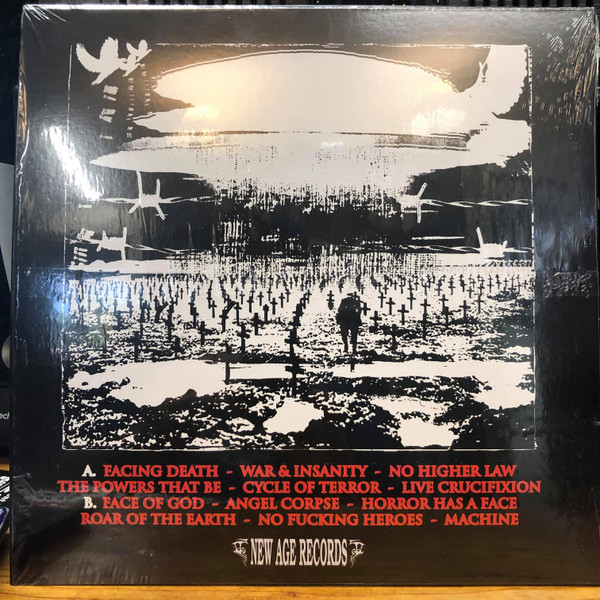 A. FACING DEATH - WAR & INSANITY - NO HIGHER LAW
THE POWERS THAT BE - CYCLE OF TERROR - LIVE CRUCIFIXION
B. FACE OF GOD - ANGEL CORPSE - HORROR HAS A FACE
ROAR OF THE EARTH - NO FUCKING HEROES - MACHINE
NEW AGE RECORDS